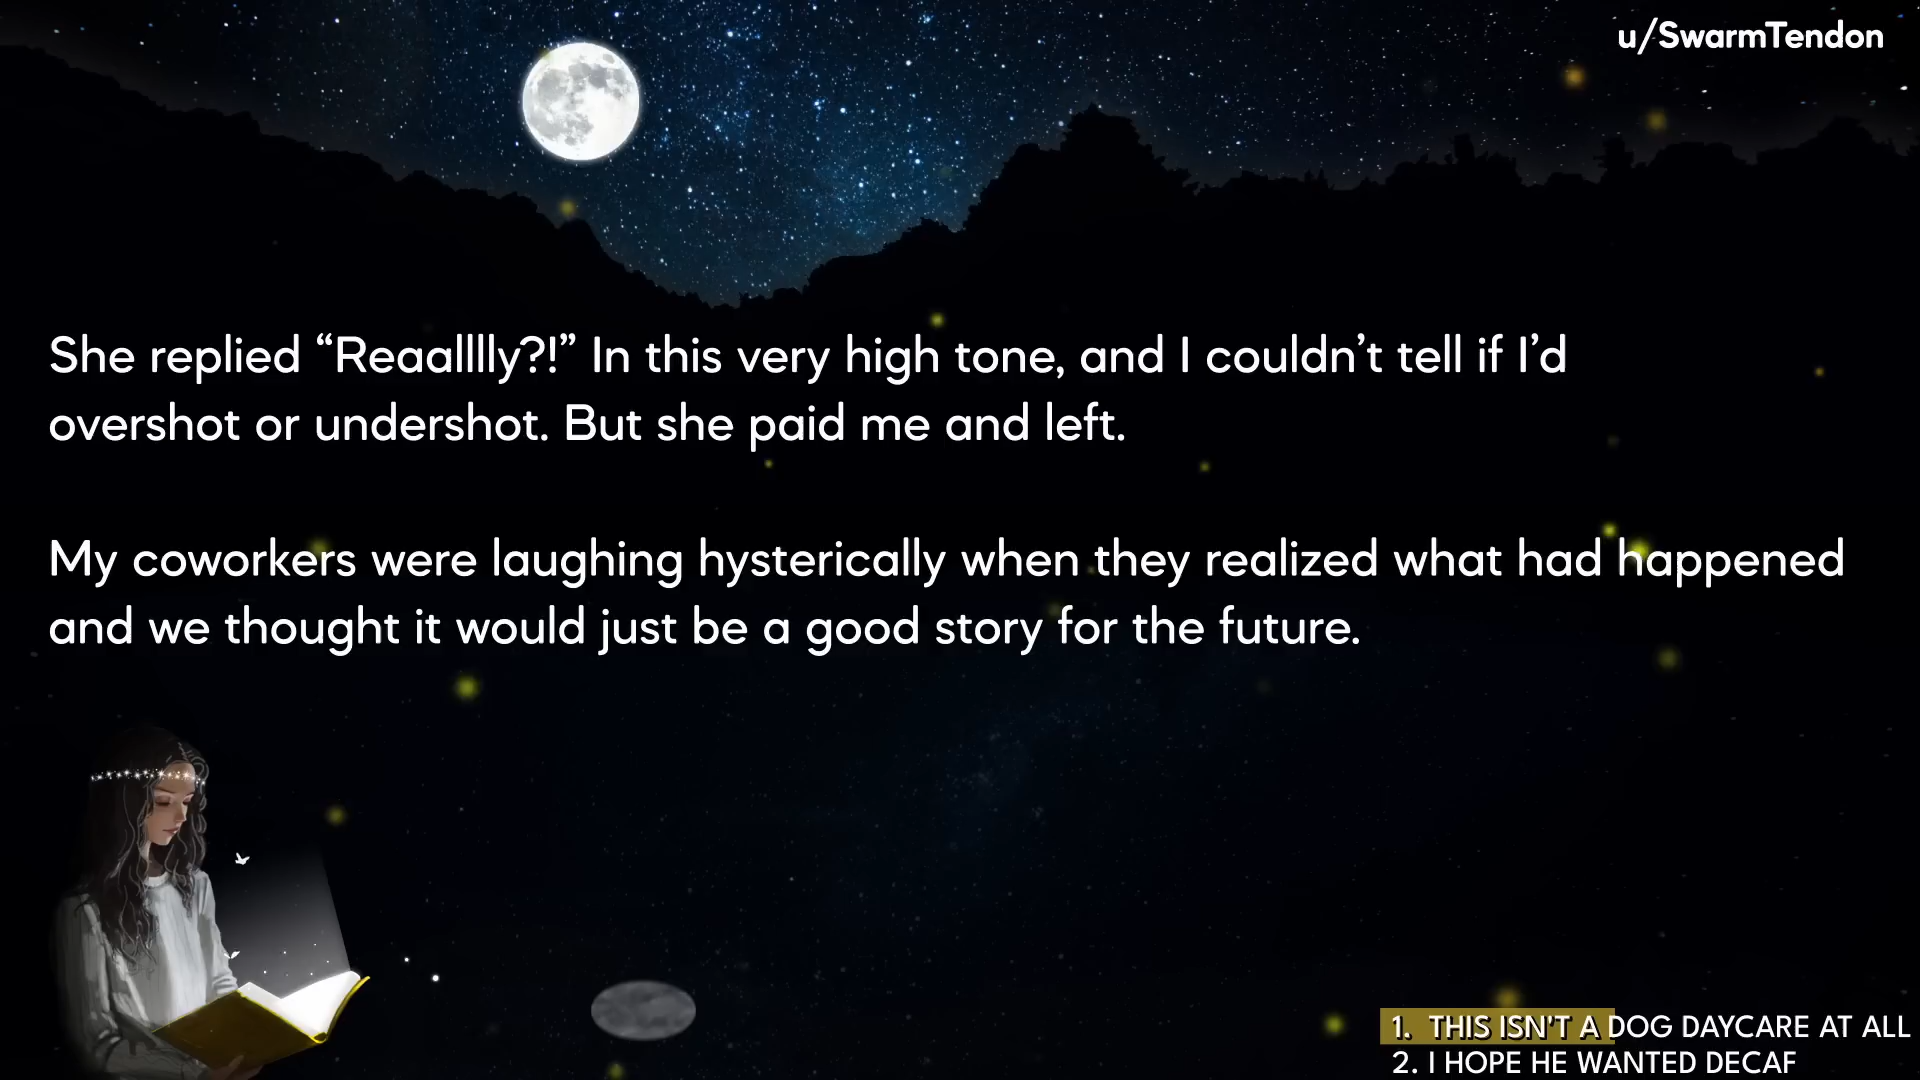 u/SwarmTendon
She replied “Reaalllly?!” In this very high tone, and I couldn’t tell if I’d
overshot or undershot. But she paid me and left.
My coworkers were laughing hysterically when they realized what had happened
and we thought it would just be a good story for the future.
1. THIS ISN'T A DOG DAYCARE AT ALL
2. I HOPE HE WANTED DECAF